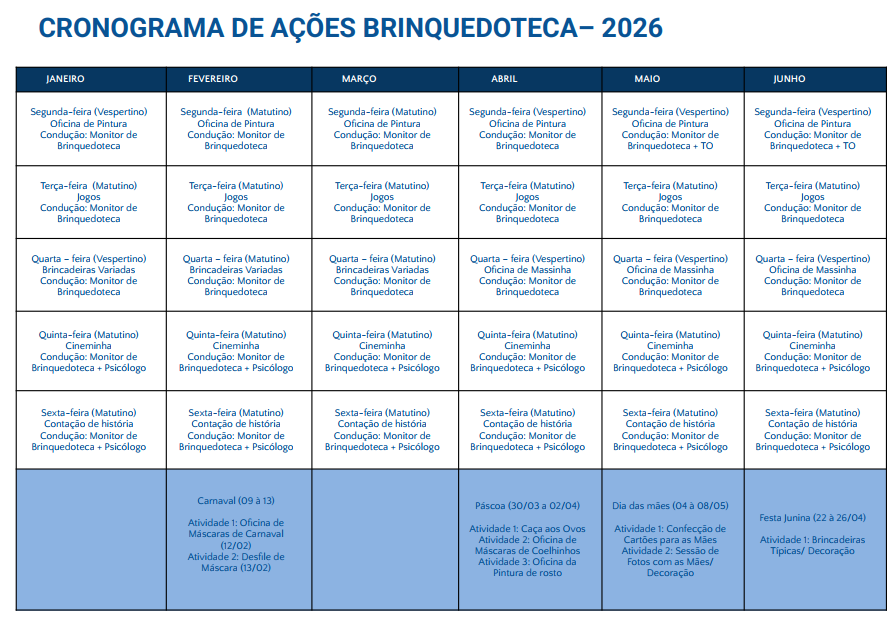 CRONOGRAMA DE AÇÕES BRINQUEDOTECA– 2026
JANEIRO
FEVEREIRO
MARÇO
ABRIL
MAIO
JUNHO
Segunda-feira (Vespertino)
Oficina de Pintura
Condução: Monitor de
Brinquedoteca
Segunda-feira (Matutino)
Oficina de Pintura
Condução: Monitor de
Brinquedoteca
Segunda-feira (Matutino)
Oficina de Pintura
Condução: Monitor de
Brinquedoteca
Segunda-feira (Vespertino)
Oficina de Pintura
Condução: Monitor de
Brinquedoteca
Segunda-feira (Vespertino)
Oficina de Pintura
Condução: Monitor de
Brinquedoteca + TO
Segunda-feira (Vespertino)
Oficina de Pintura
Condução: Monitor de
Brinquedoteca + TO
Terça-feira (Matutino)
Jogos
Condução: Monitor de
Brinquedoteca
Terça-feira (Matutino)
Jogos
Condução: Monitor de
Brinquedoteca
Terça-feira (Matutino)
Jogos
Condução: Monitor de
Brinquedoteca
Terça-feira (Matutino)
Jogos
Condução: Monitor de
Brinquedoteca
Terça-feira (Matutino)
Jogos
Condução: Monitor de
Brinquedoteca
Terça-feira (Matutino)
Jogos
Condução: Monitor de
Brinquedoteca
Quarta – feira (Vespertino)
Brincadeiras Variadas
Condução: Monitor de
Brinquedoteca
Quarta – feira (Matutino)
Brincadeiras Variadas
Condução: Monitor de
Brinquedoteca
Quarta – feira (Matutino)
Brincadeiras Variadas
Condução: Monitor de
Brinquedoteca
Quarta – feira (Vespertino)
Oficina de Massinha
Condução: Monitor de
Brinquedoteca
Quarta – feira (Vespertino)
Oficina de Massinha
Condução: Monitor de
Brinquedoteca
Quarta – feira (Vespertino)
Oficina de Massinha
Condução: Monitor de
Brinquedoteca
Quinta-feira (Matutino)
Cineminha
Condução: Monitor de
Brinquedoteca + Psicólogo
Quinta-feira (Matutino)
Cineminha
Condução: Monitor de
Brinquedoteca + Psicólogo
Quinta-feira (Matutino)
Cineminha
Condução: Monitor de
Brinquedoteca + Psicólogo
Quinta-feira (Matutino)
Cineminha
Condução: Monitor de
Brinquedoteca + Psicólogo
Quinta-feira (Matutino)
Cineminha
Condução: Monitor de
Brinquedoteca + Psicólogo
Quinta-feira (Matutino)
Cineminha
Condução: Monitor de
Brinquedoteca + Psicólogo
Sexta-feira (Matutino)
Contação de história
Condução: Monitor de
Brinquedoteca + Psicólogo
Sexta-feira (Matutino)
Contação de história
Condução: Monitor de
Brinquedoteca + Psicólogo
Sexta-feira (Matutino)
Contação de história
Condução: Monitor de
Brinquedoteca + Psicólogo
Sexta-feira (Matutino)
Contação de história
Condução: Monitor de
Brinquedoteca + Psicólogo
Sexta-feira (Matutino)
Contação de história
Condução: Monitor de
Brinquedoteca + Psicólogo
Sexta-feira (Matutino)
Contação de história
Condução: Monitor de
Brinquedoteca + Psicólogo
Carnaval (09 à 13)
Atividade 1: Oficina de
Máscaras de Carnaval
(12/02)
Atividade 2: Desfile de
Máscara (13/02)
Páscoa (30/03 a 02/04)
Atividade 1: Caça aos Ovos
Atividade 2: Oficina de
Máscaras de Coelhinhos
Atividade 3: Oficina da
Pintura de rosto
Dia das mães (04 à 08/05)
Atividade 1: Confecção de
Cartões para as Mães
Atividade 2: Sessão de
Fotos com as Mães/
Decoração
Festa Junina (22 à 26/04)
Atividade 1: Brincadeiras
Típicas/ Decoração